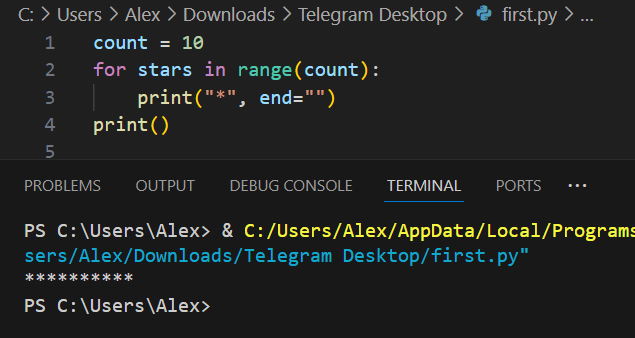 C: > Users > Alex > Downloads > Telegram Desktop > first.py > ...
1 count = 10
2 for stars in range(count):
3     print("*", end="")
4 print()
5
PROBLEMS OUTPUT DEBUG CONSOLE TERMINAL PORTS ...
PS C:\Users\Alex> & C:/Users/Alex/AppData/Local/Programs
sers/Alex/Downloads/Telegram Desktop/first.py"
**********
PS C:\Users\Alex>